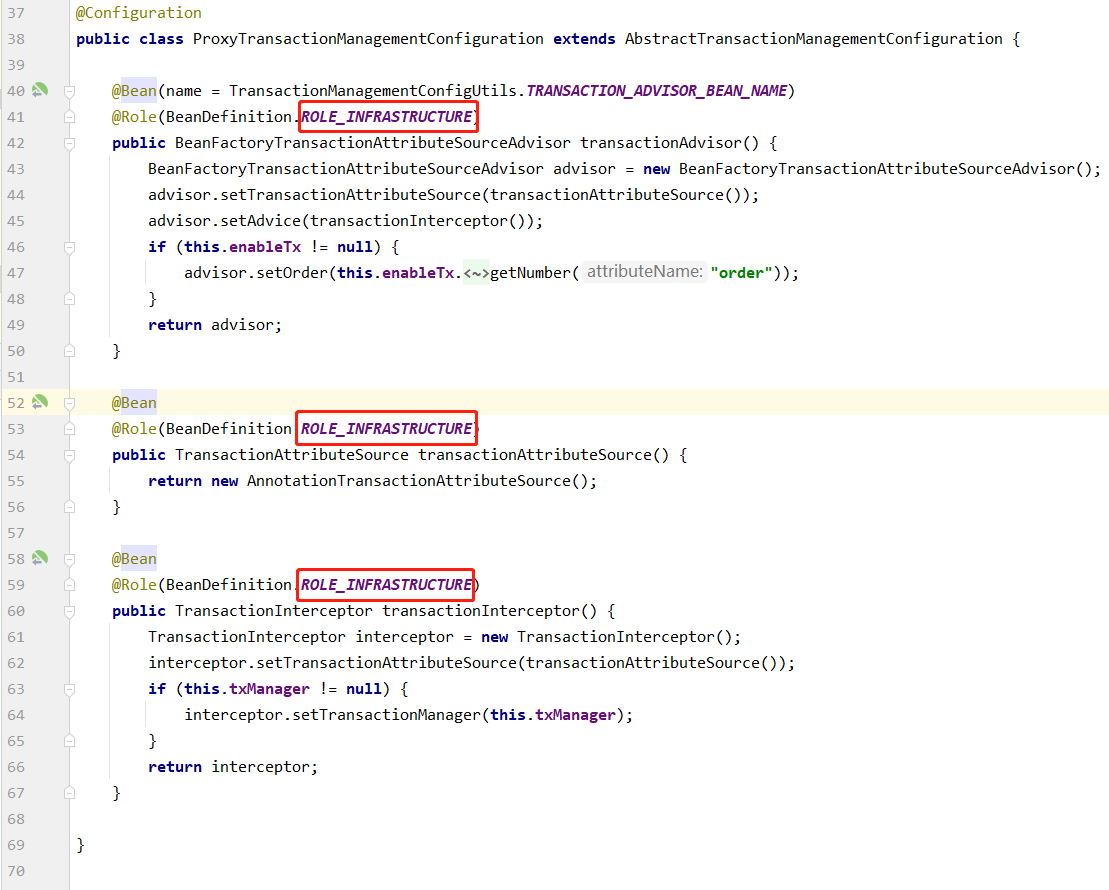 37 @Configuration
38 public class ProxyTransactionManagementConfiguration extends AbstractTransactionManagementConfiguration {
39
40 @Bean(name = TransactionManagementConfigUtils.TRANSACTION_ADVISOR_BEAN_NAME)
41 @Role(BeanDefinition.ROLE_INFRASTRUCTURE)
42 public BeanFactoryTransactionAttributeSourceAdvisor transactionAdvisor() {
43 BeanFactoryTransactionAttributeSourceAdvisor advisor = new BeanFactoryTransactionAttributeSourceAdvisor();
44 advisor.setTransactionAttributeSource(transactionAttributeSource());
45 advisor.setAdvice(transactionInterceptor());
46 if (this.enableTx != null) {
47 advisor.setOrder(this.enableTx.<~>getNumber( attributeName: "order"));
48 }
49 return advisor;
50 }
51
52 @Bean
53 @Role(BeanDefinition.ROLE_INFRASTRUCTURE)
54 public TransactionAttributeSource transactionAttributeSource() {
55 return new AnnotationTransactionAttributeSource();
56 }
57
58 @Bean
59 @Role(BeanDefinition.ROLE_INFRASTRUCTURE)
60 public TransactionInterceptor transactionInterceptor() {
61 TransactionInterceptor interceptor = new TransactionInterceptor();
62 interceptor.setTransactionAttributeSource(transactionAttributeSource());
63 if (this.txManager != null) {
64 interceptor.setTransactionManager(this.txManager);
65 }
66 return interceptor;
67 }
68
69 }
70